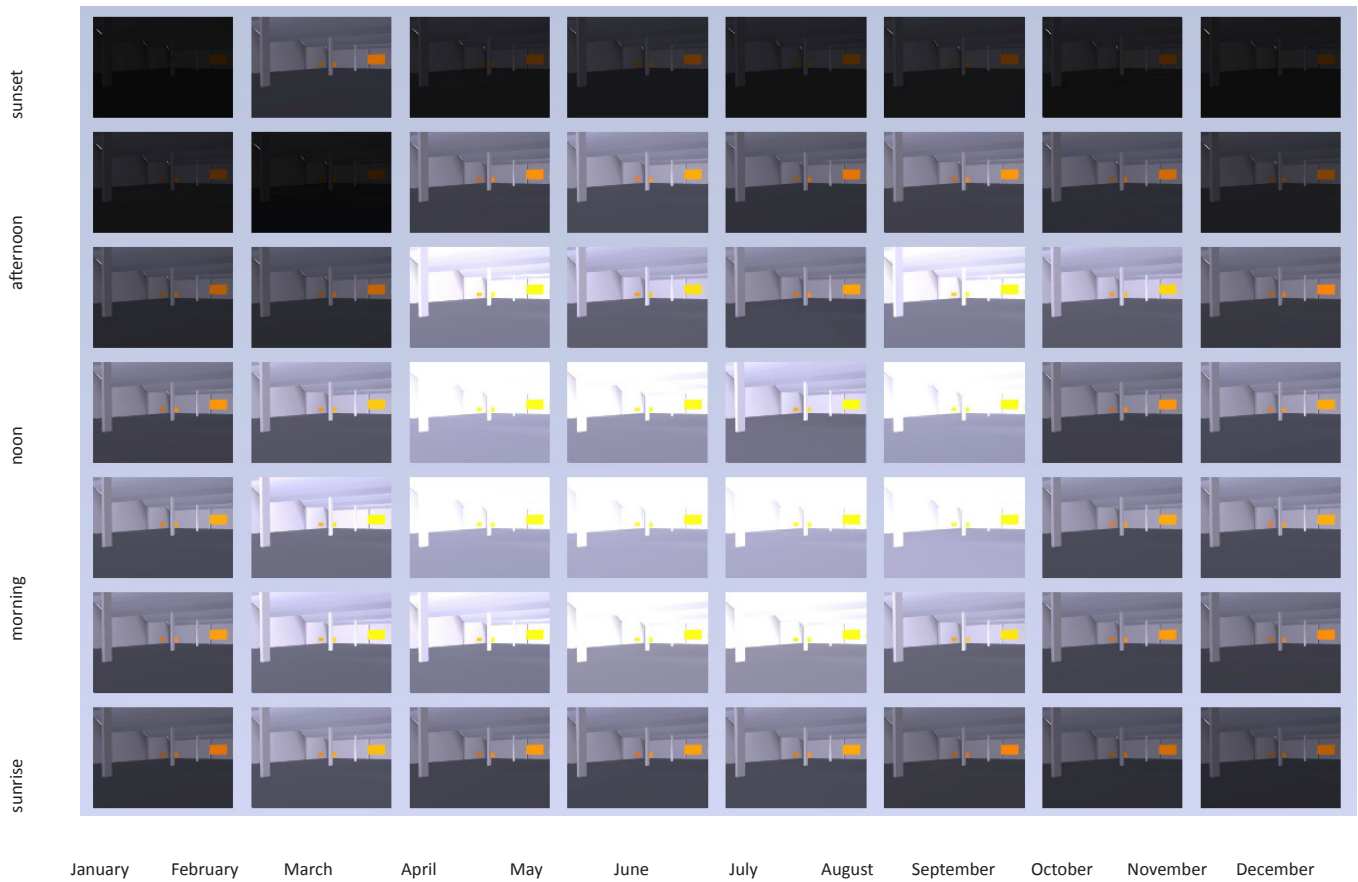 sunset
afternoon
noon
morning
sunrise
January February March April May June July August September October November December